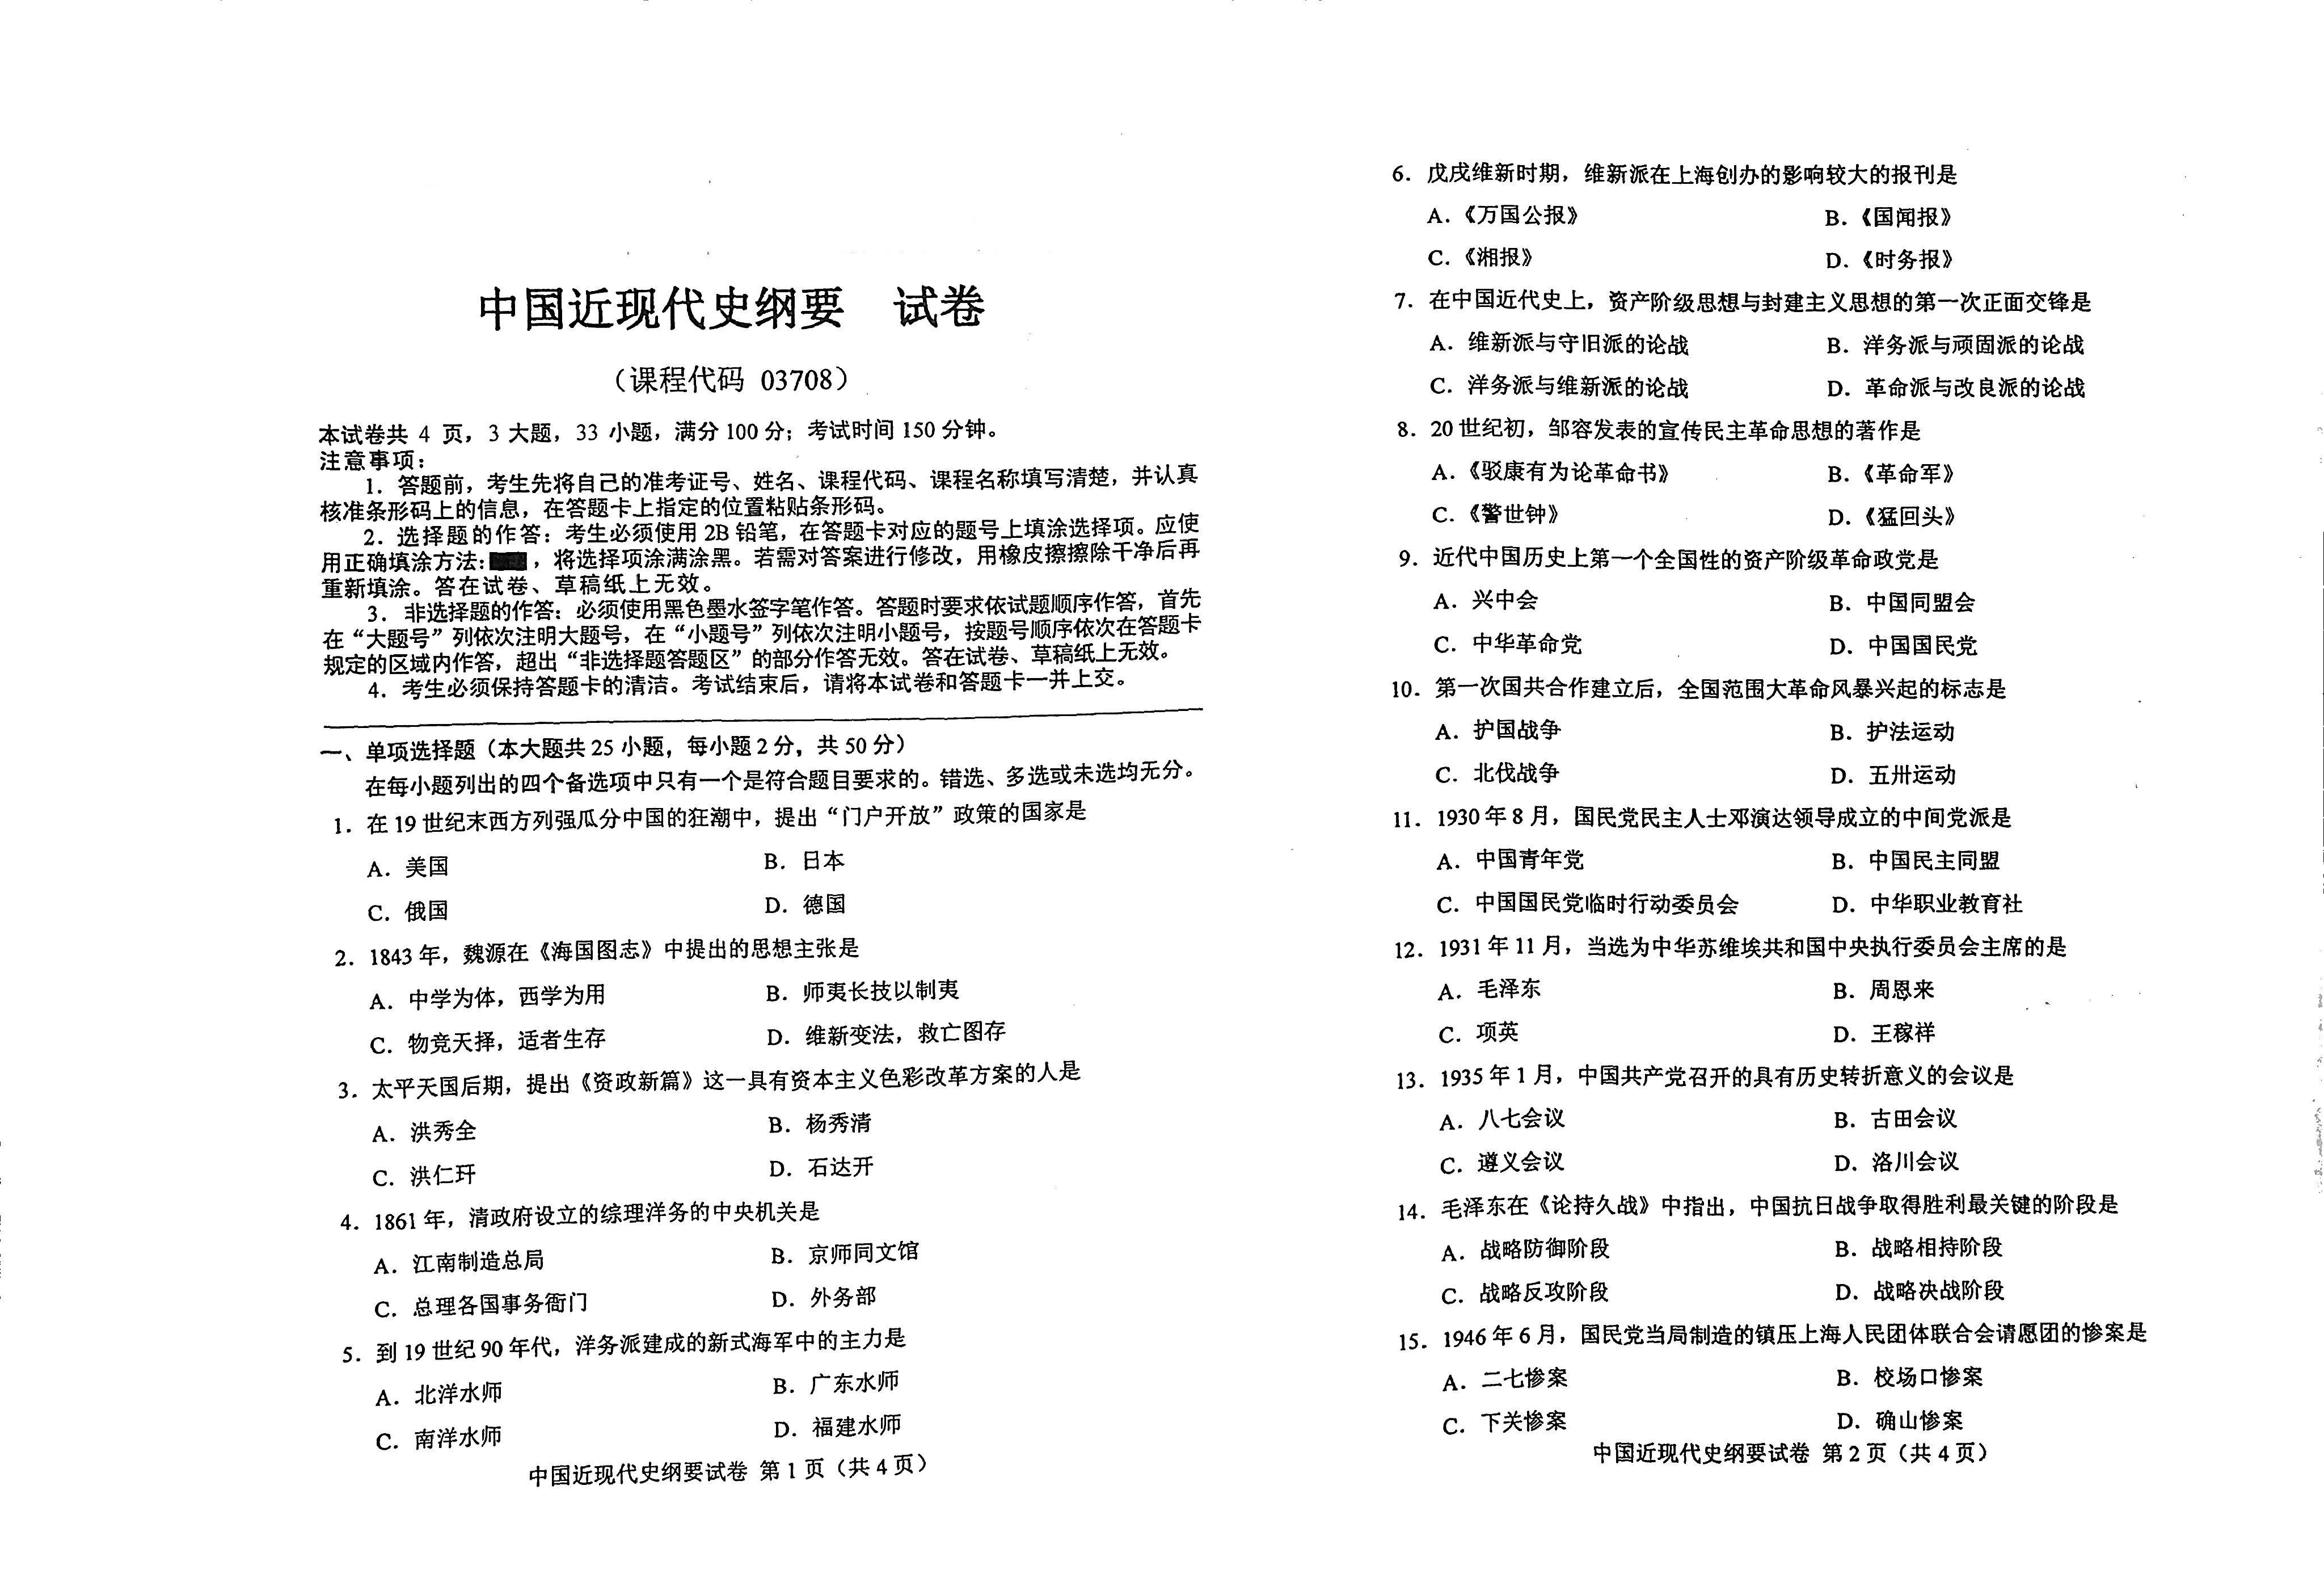 中国近现代史纲要 试卷
（课程代码 03708）
本试卷共 4 页，3 大题，33 小题，满分 100 分；考试时间 150 分钟。
注意事项：
1．答题前，考生先将自己的准考证号、姓名、课程代码、课程名称填写清楚，并认真
核准条形码上的信息，在答题卡上指定的位置粘贴条形码。
2．选择题的作答：考生必须使用 2B 铅笔，在答题卡对应的题号上填涂选择项。应使
用正确填涂方法：，将选择项涂满涂黑。若需对答案进行修改，用橡皮擦擦除干净后再
重新填涂。答在试卷、草稿纸上无效。
3．非选择题的作答：必须使用黑色墨水签字笔作答。答题时要求依试题顺序作答，首先
在“大题号”列依次注明大题号，在“小题号”列依次注明小题号，按题号顺序依次在答题卡
规定的区域内作答，超出“非选择题答题区”的部分作答无效。答在试卷、草稿纸上无效。
4．考生必须保持答题卡的清洁。考试结束后，请将本试卷和答题卡一并上交。
一、单项选择题（本大题共 25 小题，每小题 2 分，共 50 分）
在每小题列出的四个备选项中只有一个是符合题目要求的。错选、多选或未选均无分。
1．在 19 世纪末西方列强瓜分中国的狂潮中，提出“门户开放”政策的国家是
A．美国 B．日本
C．俄国 D．德国
2．1843 年，魏源在《海国图志》中提出的思想主张是
A．中学为体，西学为用 B．师夷长技以制夷
C．物竞天择，适者生存 D．维新变法，救亡图存
3．太平天国后期，提出《资政新篇》这一具有资本主义色彩改革方案的人是
A．洪秀全 B．杨秀清
C．洪仁玕 D．石达开
4．1861 年，清政府设立的综理洋务的中央机关是
A．江南制造总局 B．京师同文馆
C．总理各国事务衙门 D．外务部
5．到 19 世纪 90 年代，洋务派建成的新式海军中的主力是
A．北洋水师 B．广东水师
C．南洋水师 D．福建水师
中国近现代史纲要试卷 第 1 页（共 4 页）
6．戊戌维新时期，维新派在上海创办的影响较大的报刊是
A．《万国公报》 B．《国闻报》
C．《湘报》 D．《时务报》
7．在中国近代史上，资产阶级思想与封建主义思想的第一次正面交锋是
A．维新派与守旧派的论战 B．洋务派与顽固派的论战
C．洋务派与维新派的论战 D．革命派与改良派的论战
8．20 世纪初，邹容发表的宣传民主革命思想的著作是
A．《驳康有为论革命书》 B．《革命军》
C．《警世钟》 D．《猛回头》
9．近代中国历史上第一个全国性的资产阶级革命政党是
A．兴中会 B．中国同盟会
C．中华革命党 D．中国国民党
10．第一次国共合作建立后，全国范围大革命风暴兴起的标志是
A．护国战争 B．护法运动
C．北伐战争 D．五卅运动
11．1930 年 8 月，国民党民主人士邓演达领导成立的中间党派是
A．中国青年党 B．中国民主同盟
C．中国国民党临时行动委员会 D．中华职业教育社
12．1931 年 11 月，当选为中华苏维埃共和国中央执行委员会主席的是
A．毛泽东 B．周恩来
C．项英 D．王稼祥
13．1935 年 1 月，中国共产党召开的具有历史转折意义的会议是
A．八七会议 B．古田会议
C．遵义会议 D．洛川会议
14．毛泽东在《论持久战》中指出，中国抗日战争取得胜利最关键的阶段是
A．战略防御阶段 B．战略相持阶段
C．战略反攻阶段 D．战略决战阶段
15．1946 年 6 月，国民党当局制造的镇压上海人民团体联合会请愿团的惨案是
A．二七惨案 B．校场口惨案
C．下关惨案 D．确山惨案
中国近现代史纲要试卷 第 2 页（共 4 页）